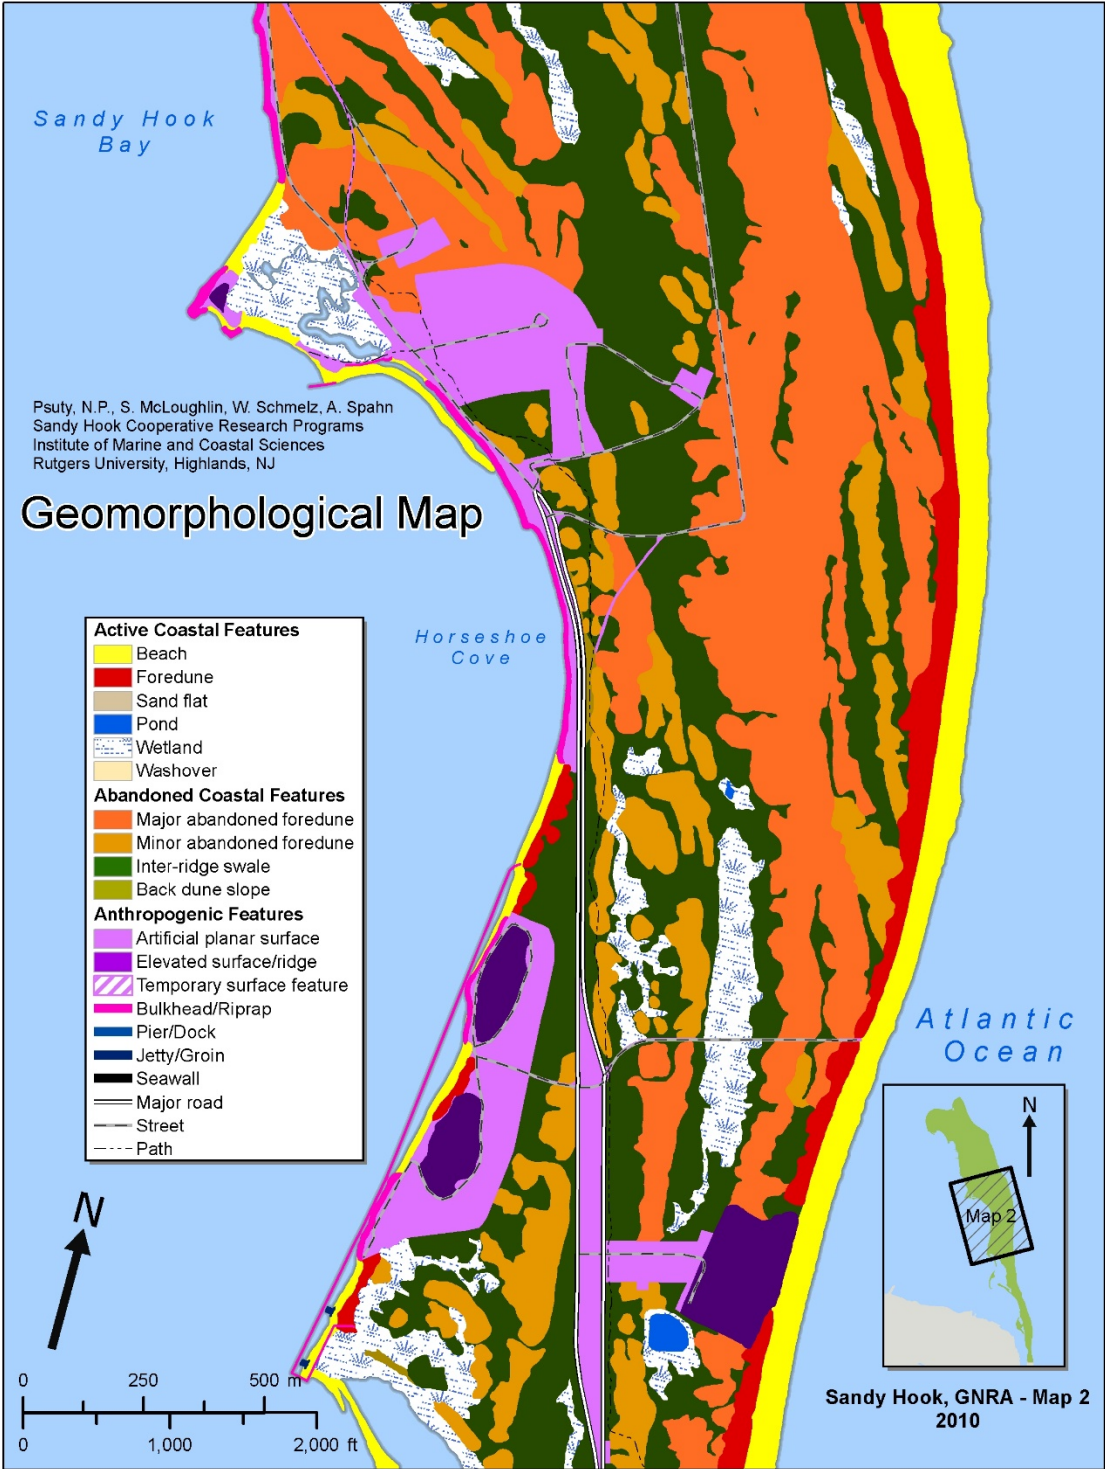 Sandy Hook
Bay
Psuty, N.P., S. McLoughlin, W. Schmelz, A. Spahn
Sandy Hook Cooperative Research Programs
Institute of Marine and Coastal Sciences
Rutgers University, Highlands, NJ
Geomorphological Map
Horseshoe
Cove
Active Coastal Features
Beach
Foredune
Sand flat
Pond
Wetland
Washover
Abandoned Coastal Features
Major abandoned foredune
Minor abandoned foredune
Inter-ridge swale
Back dune slope
Anthropogenic Features
Artificial planar surface
Elevated surface/ridge
Temporary surface feature
Bulkhead/Riprap
Pier/Dock
Jetty/Groin
Seawall
Major road
Street
Path
Atlantic
Ocean
N
Map 2
N
0 250 500 m
0 1,000 2,000 ft
Sandy Hook, GNRA - Map 2
2010